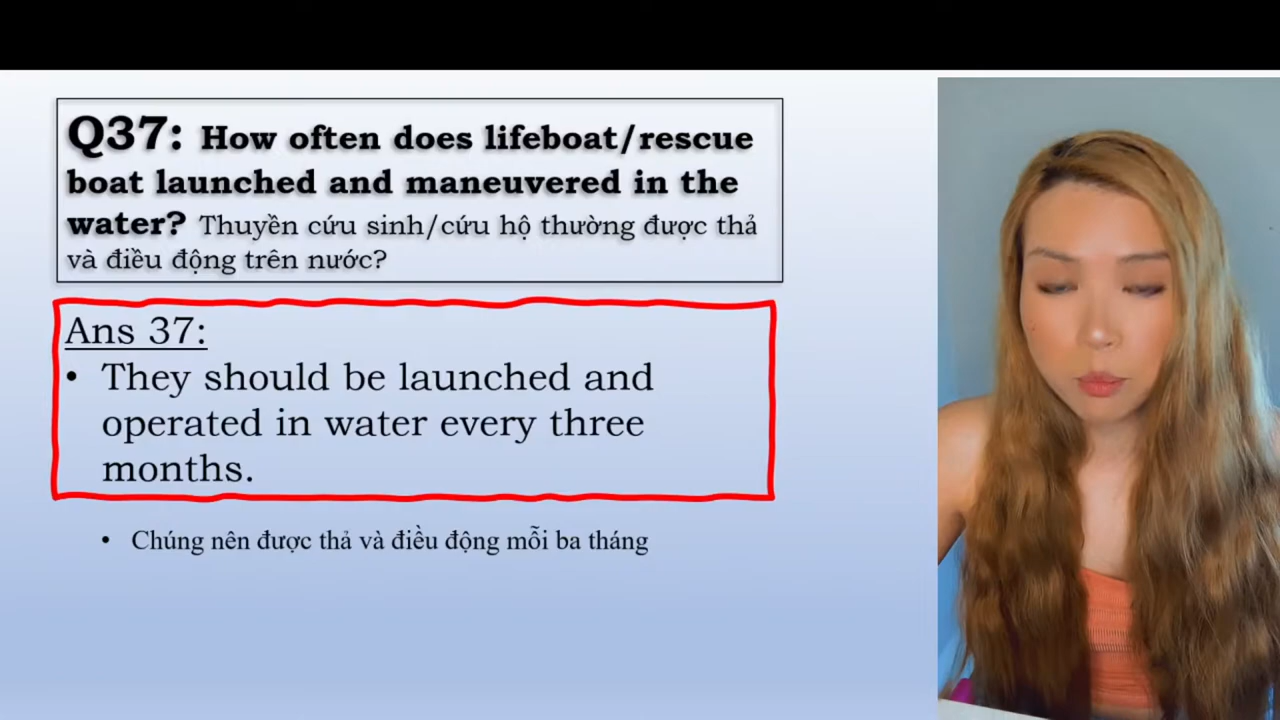 Q37: How often does lifeboat/rescue
boat launched and maneuvered in the
water? Thuyền cứu sinh/cứu hộ thường được thả
và điều động trên nước?
Ans 37:
• They should be launched and
operated in water every three
months.
• Chúng nên được thả và điều động mỗi ba tháng